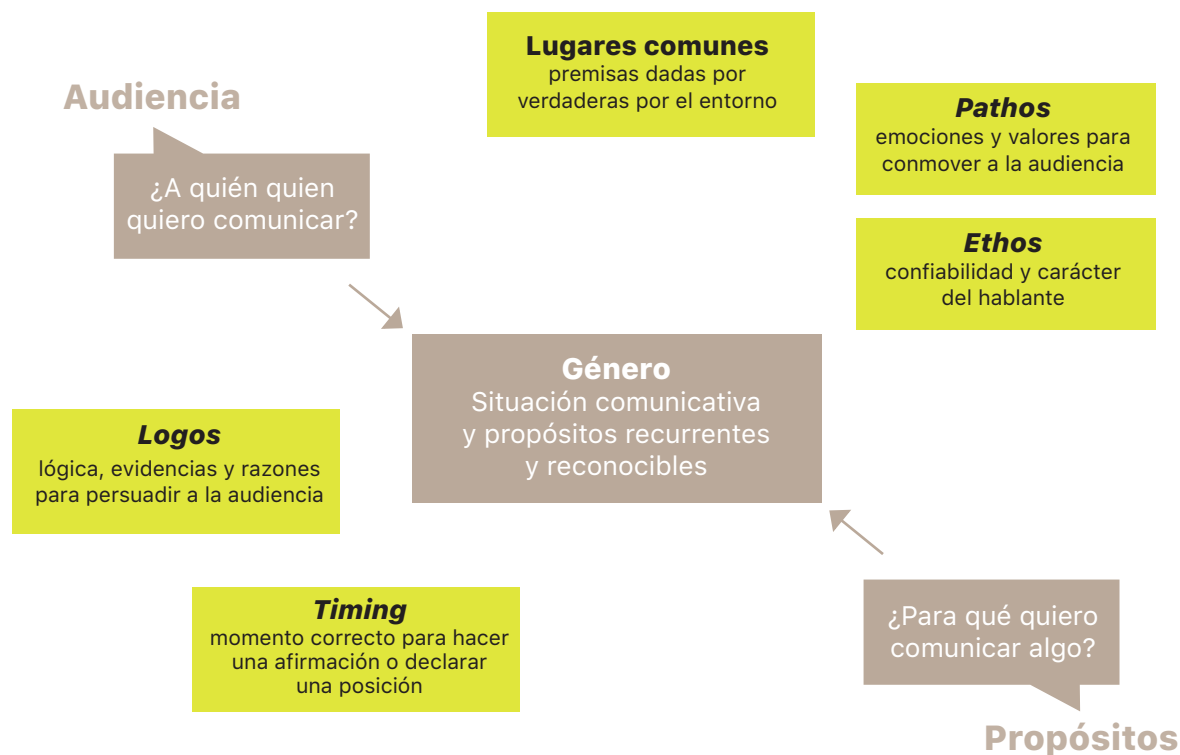 Lugares comunes
premisas dadas por
verdaderas por el entorno
Audiencia
¿A quién quien
quiero comunicar?
Pathos
emociones y valores para
conmover a la audiencia
Ethos
confiabilidad y carácter
del hablante
Género
Situación comunicativa
y propósitos recurrentes
y reconocibles
Logos
lógica, evidencias y razones
para persuadir a la audiencia
Timing
momento correcto para hacer
una afirmación o declarar
una posición
¿Para qué quiero
comunicar algo?
Propósitos